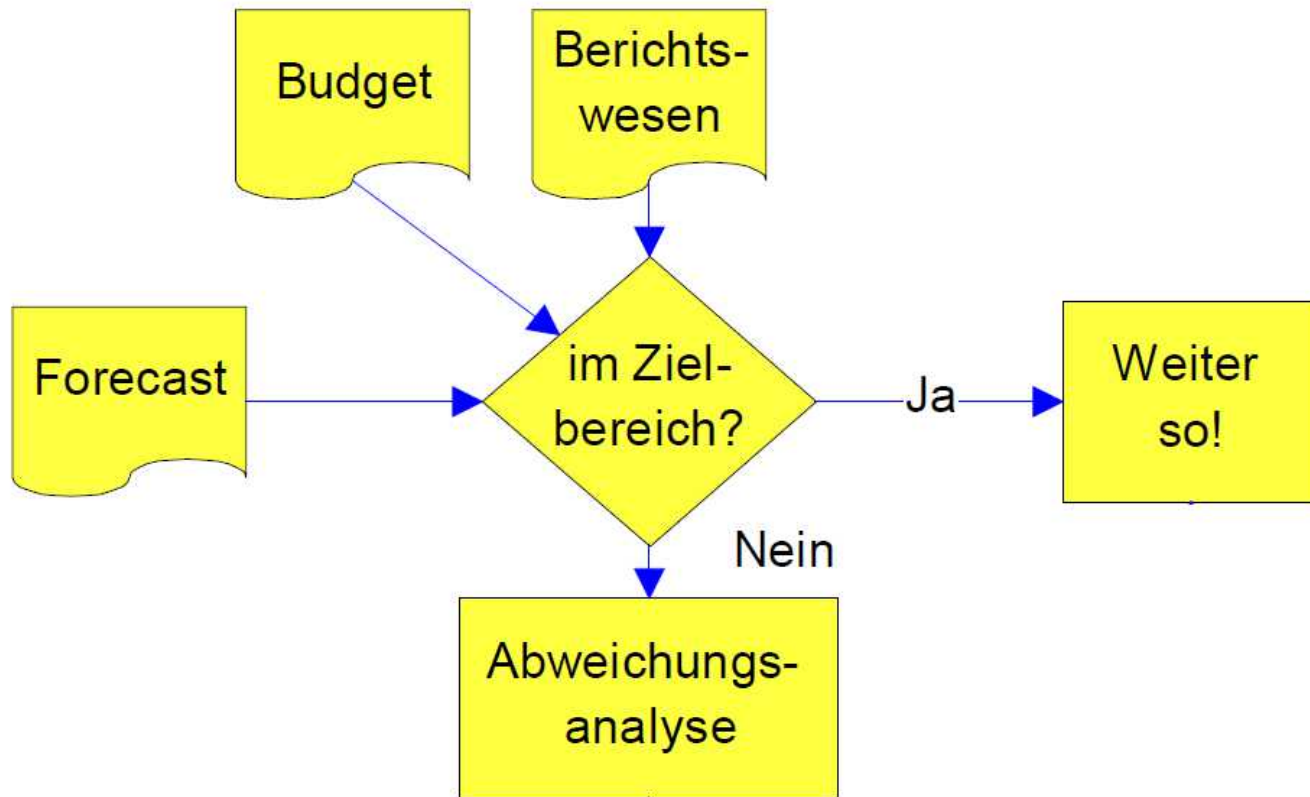 Budget
Berichts-
wesen
Forecast
im Ziel-
bereich?
Ja
Weiter
so!
Nein
Abweichungs-
analyse